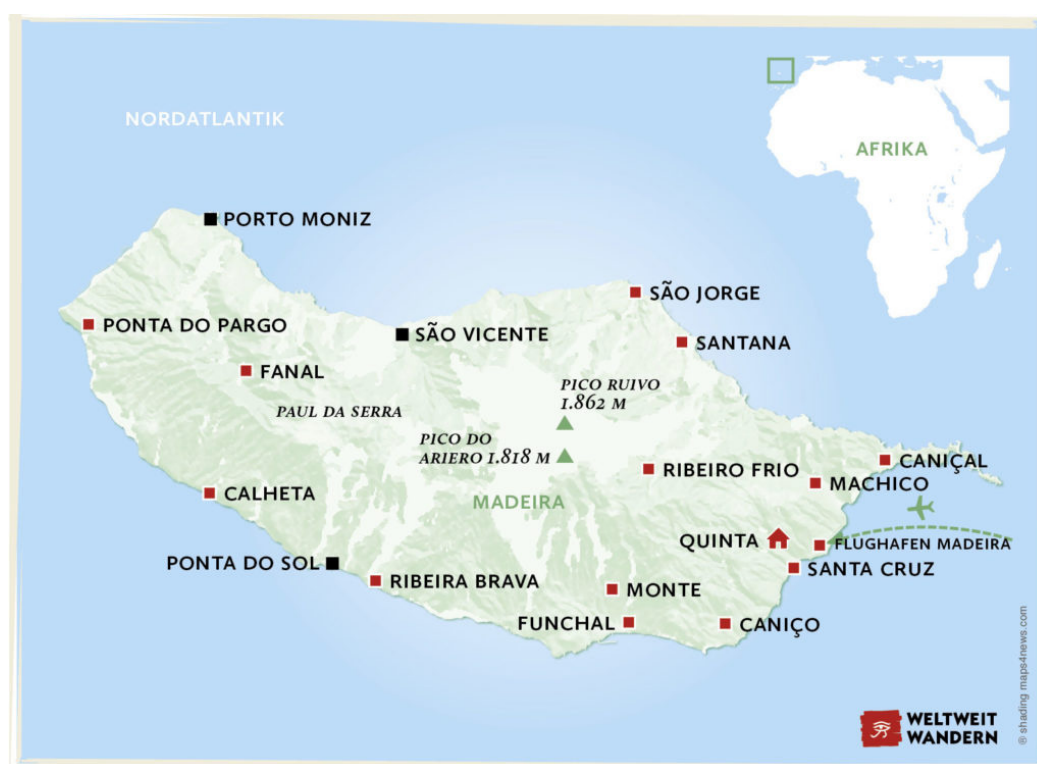 NORDATLANTIK
AFRIKA
PORTO MONIZ
SÃO JORGE
PONTA DO PARGO
SÃO VICENTE
SANTANA
FANAL
PICO RUIVO
1.862 M
PAUL DA SERRA
PICO DO
ARIERO 1.818 M
RIBEIRO FRIO
CANIÇAL
MACHICO
CALHETA
MADEIRA
QUINTA
FLUGHAFEN MADEIRA
PONTA DO SOL
SANTA CRUZ
RIBEIRA BRAVA
MONTE
FUNCHAL
CANIÇO
WELTWEIT
WANDERN
® shading maps4news.com